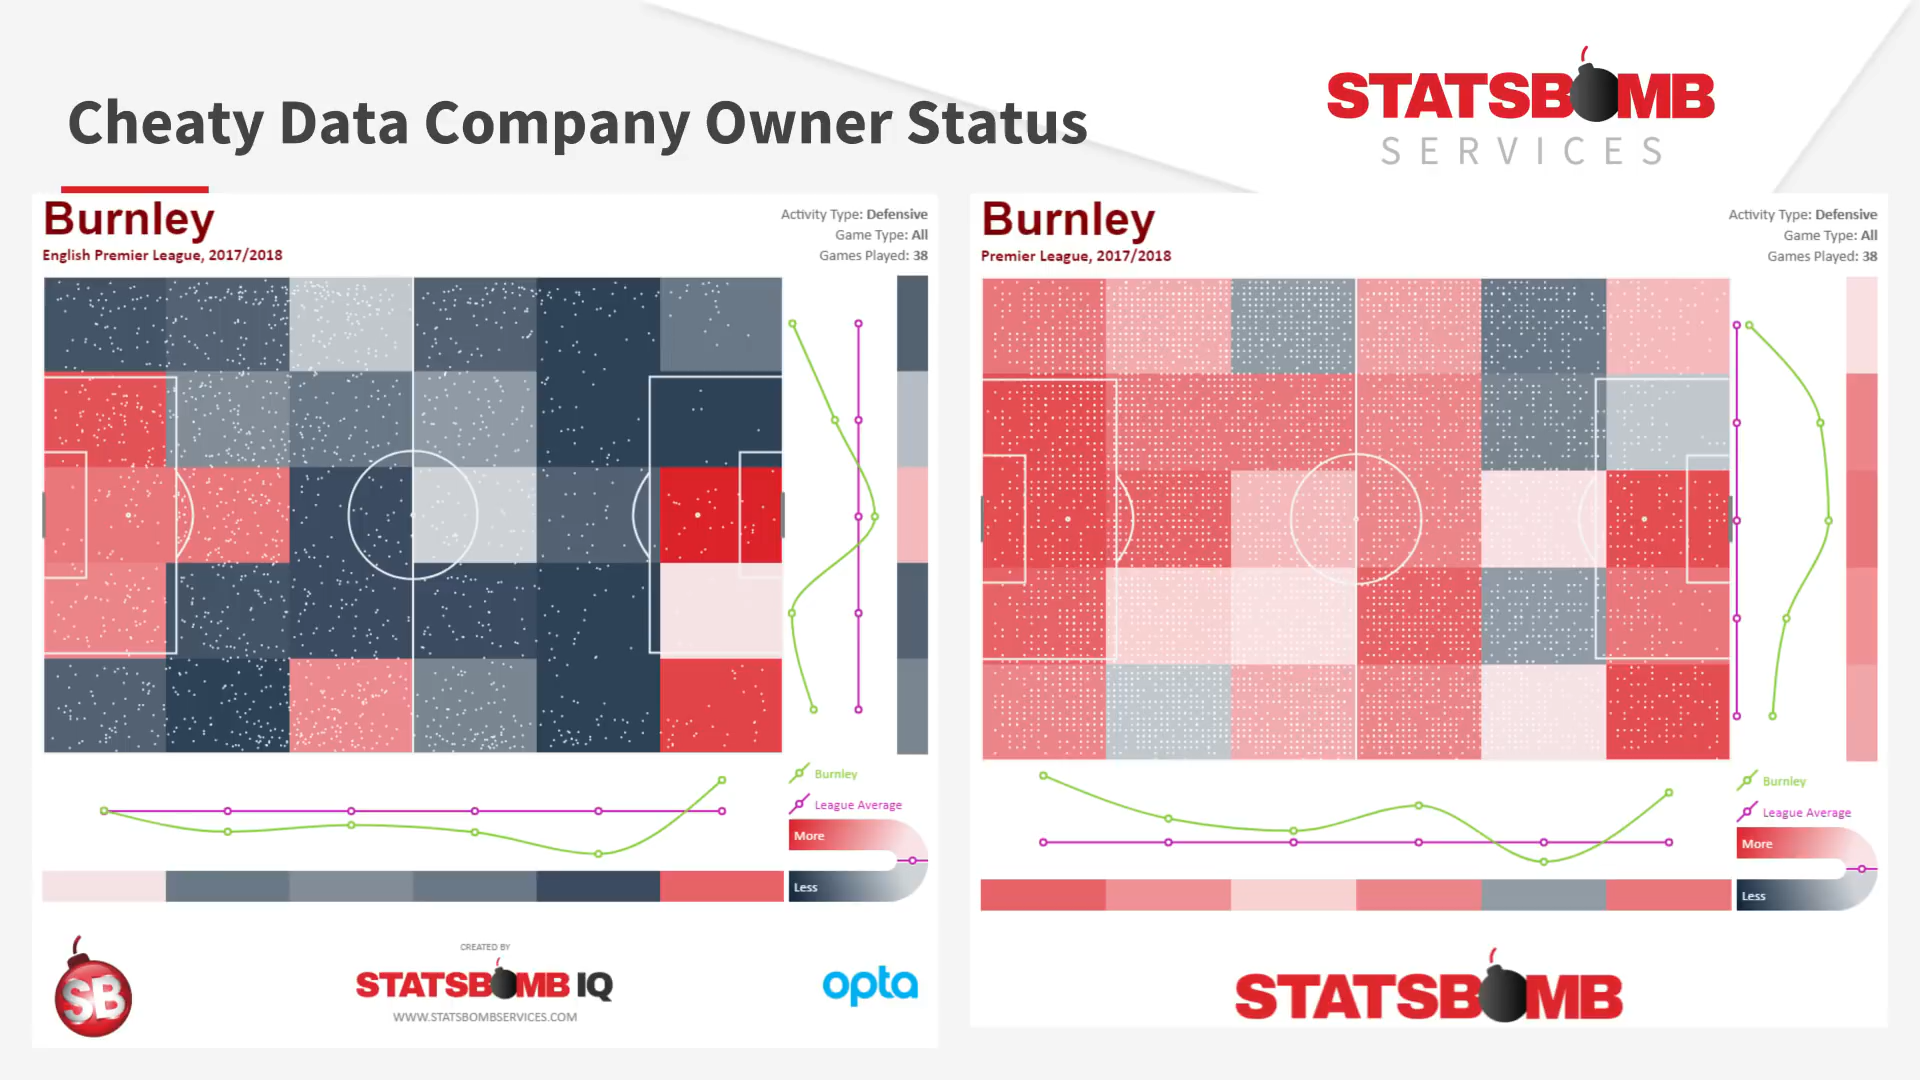 Cheaty Data Company Owner Status
STATSBOMB
SERVICES
Burnley
English Premier League, 2017/2018
Activity Type: Defensive
Game Type: All
Games Played: 38
Burnley
League Average
More
Less
SB
CREATED BY
STATSBOMB IQ
WWW.STATSBOMBSERVICES.COM
opta
Burnley
Premier League, 2017/2018
Activity Type: Defensive
Game Type: All
Games Played: 38
Burnley
League Average
More
Less
STATSBOMB